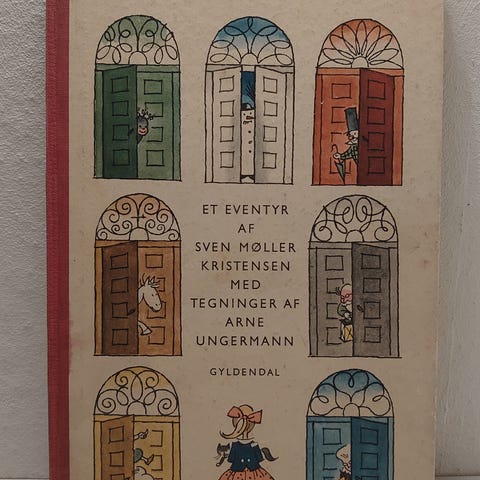 ET EVENTYR
AF
SVEN MØLLER
KRISTENSEN
MED
TEGNINGER AF
ARNE
UNGERMANN
GYLDENDAL